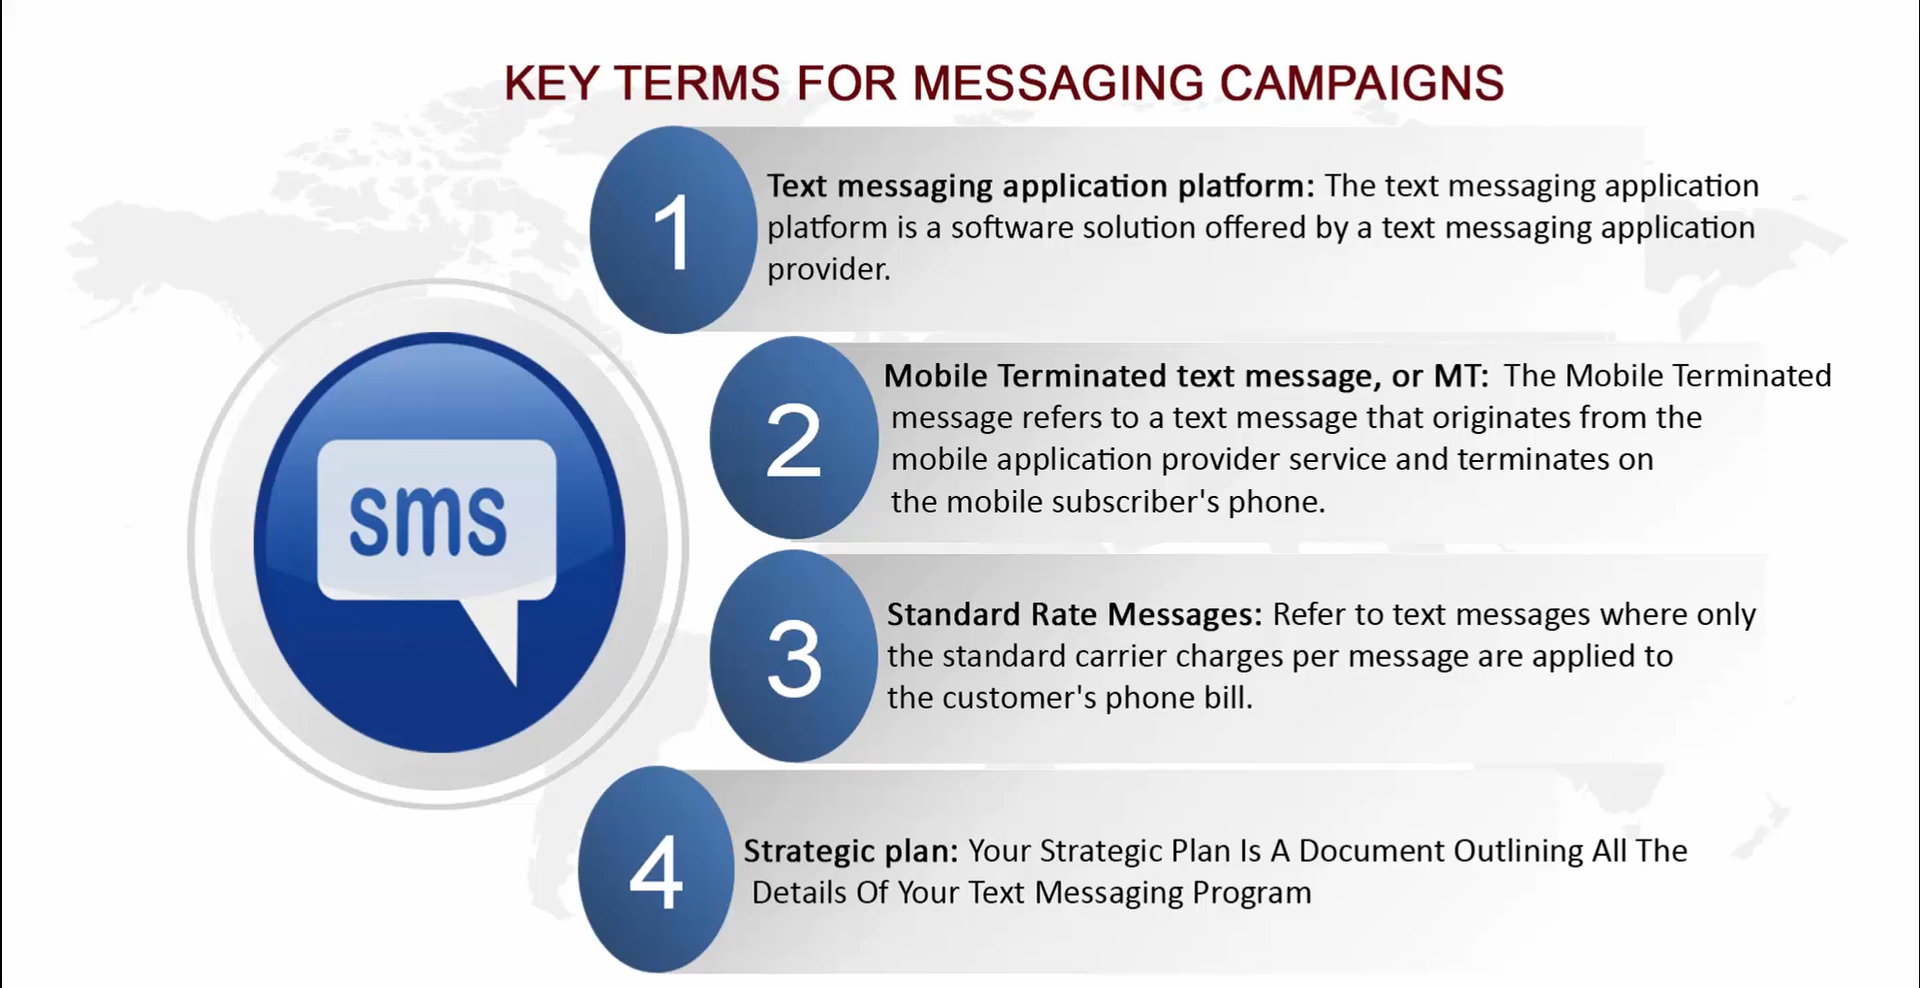 KEY TERMS FOR MESSAGING CAMPAIGNS
1
Text messaging application platform: The text messaging application
platform is a software solution offered by a text messaging application
provider.
2
Mobile Terminated text message, or MT: The Mobile Terminated
message refers to a text message that originates from the
mobile application provider service and terminates on
the mobile subscriber's phone.
sms
3
Standard Rate Messages: Refer to text messages where only
the standard carrier charges per message are applied to
the customer's phone bill.
4
Strategic plan: Your Strategic Plan Is A Document Outlining All The
Details Of Your Text Messaging Program